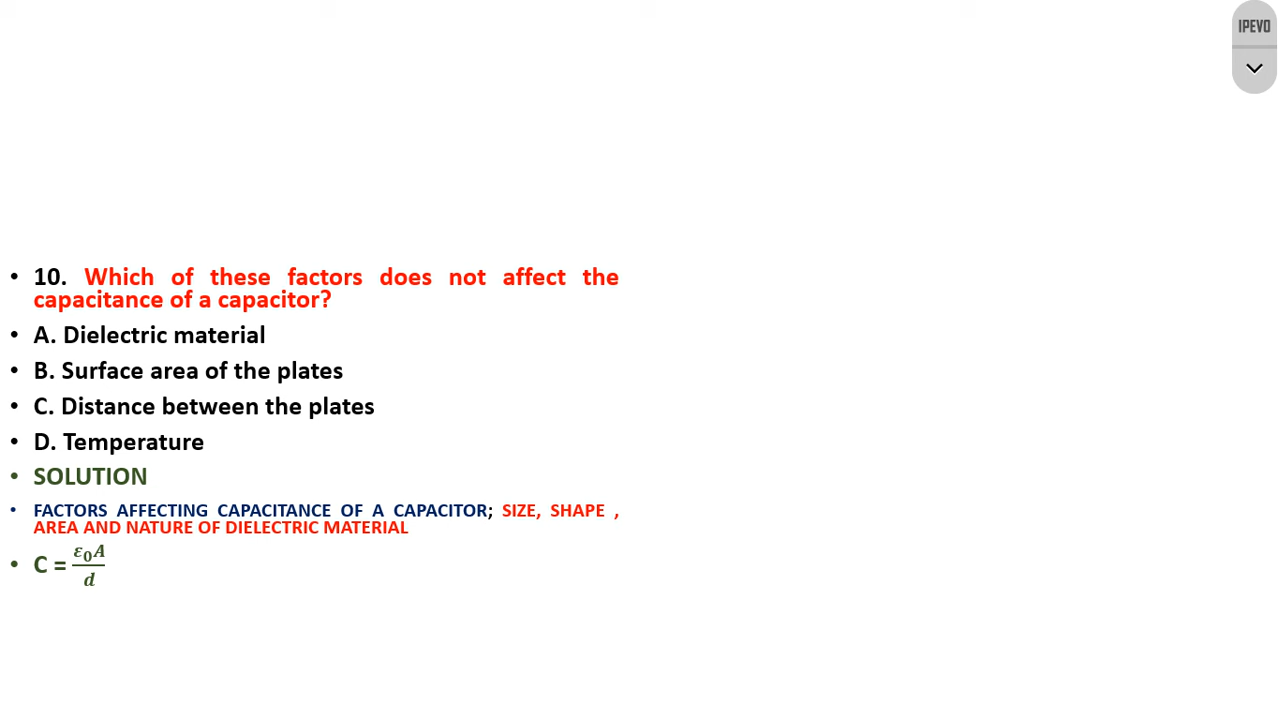 IPEVO
• 10. Which of these factors does not affect the
capacitance of a capacitor?
• A. Dielectric material
• B. Surface area of the plates
• C. Distance between the plates
• D. Temperature
• SOLUTION
• FACTORS AFFECTING CAPACITANCE OF A CAPACITOR; SIZE, SHAPE ,
AREA AND NATURE OF DIELECTRIC MATERIAL
• C = ε₀A/d